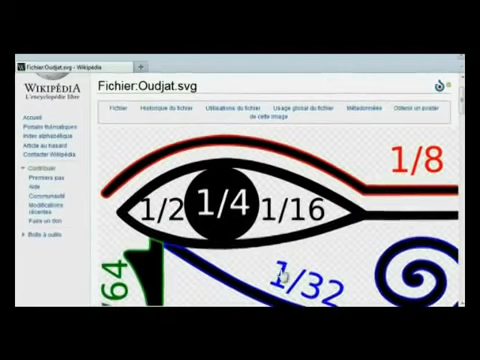 Fichier:Oudjat.svg - Wikipédia
WIKIPÉDIA
L'encyclopédie libre
Accueil
Portails thématiques
Index alphabétique
Article au hasard
Contacter Wikipédia
Contribuer
Premiers pas
Aide
Communauté
Modifications
récentes
Faire un don
Boîte à outils
Fichier:Oudjat.svg
Fichier
Historique du fichier
Utilisations du fichier
Usage global du fichier
Métadonnées
Obtenir un poster
de cette image
1/8
1/2
1/4
1/16
1/32
/64